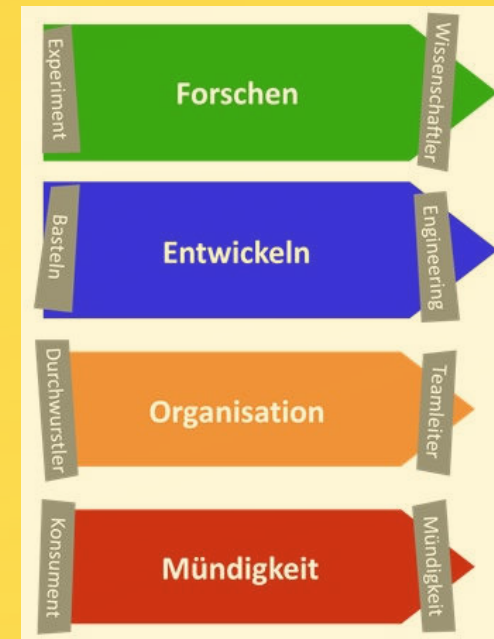 Experiment
Forschen
Wissenschaftler
Basteln
Entwickeln
Engineering
Durchwurstler
Organisation
Teamleiter
Konsument
Mündigkeit
Mündigkeit